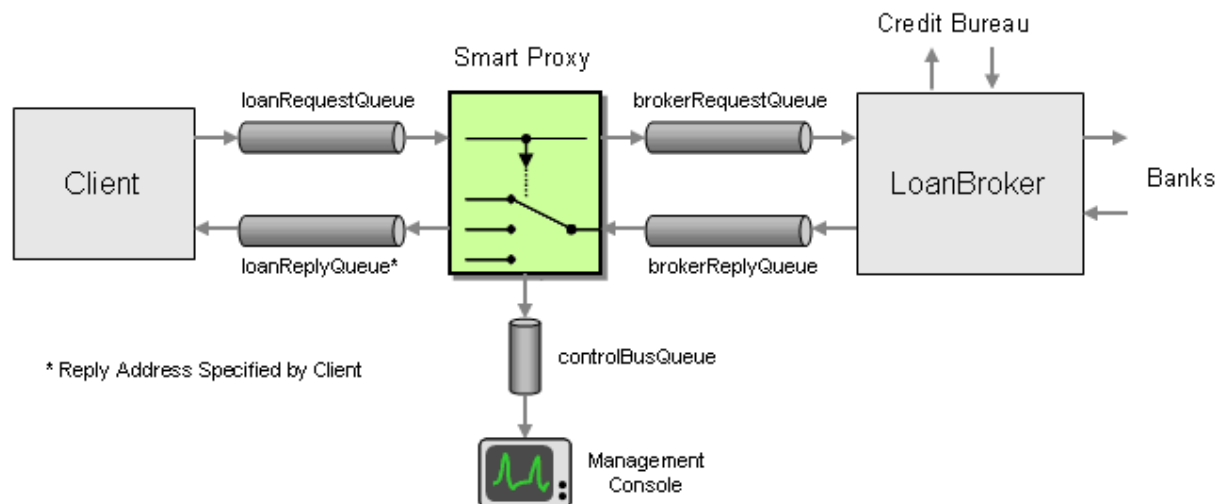 Credit Bureau
Smart Proxy
loanRequestQueue
brokerRequestQueue
Client
LoanBroker
Banks
loanReplyQueue*
brokerReplyQueue
controlBusQueue
* Reply Address Specified by Client
Management
Console